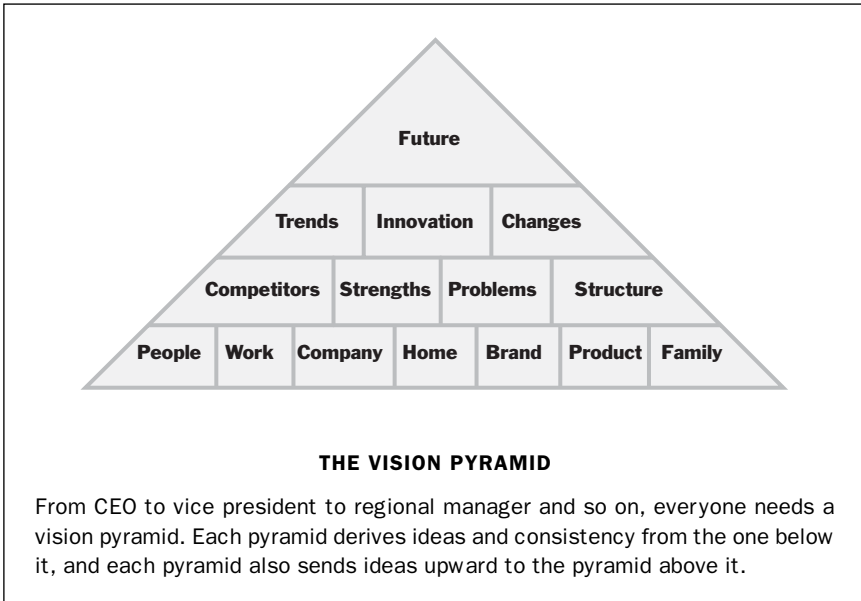 Future
Trends Innovation Changes
Competitors Strengths Problems Structure
People Work Company Home Brand Product Family
THE VISION PYRAMID
From CEO to vice president to regional manager and so on, everyone needs a
vision pyramid. Each pyramid derives ideas and consistency from the one below
it, and each pyramid also sends ideas upward to the pyramid above it.